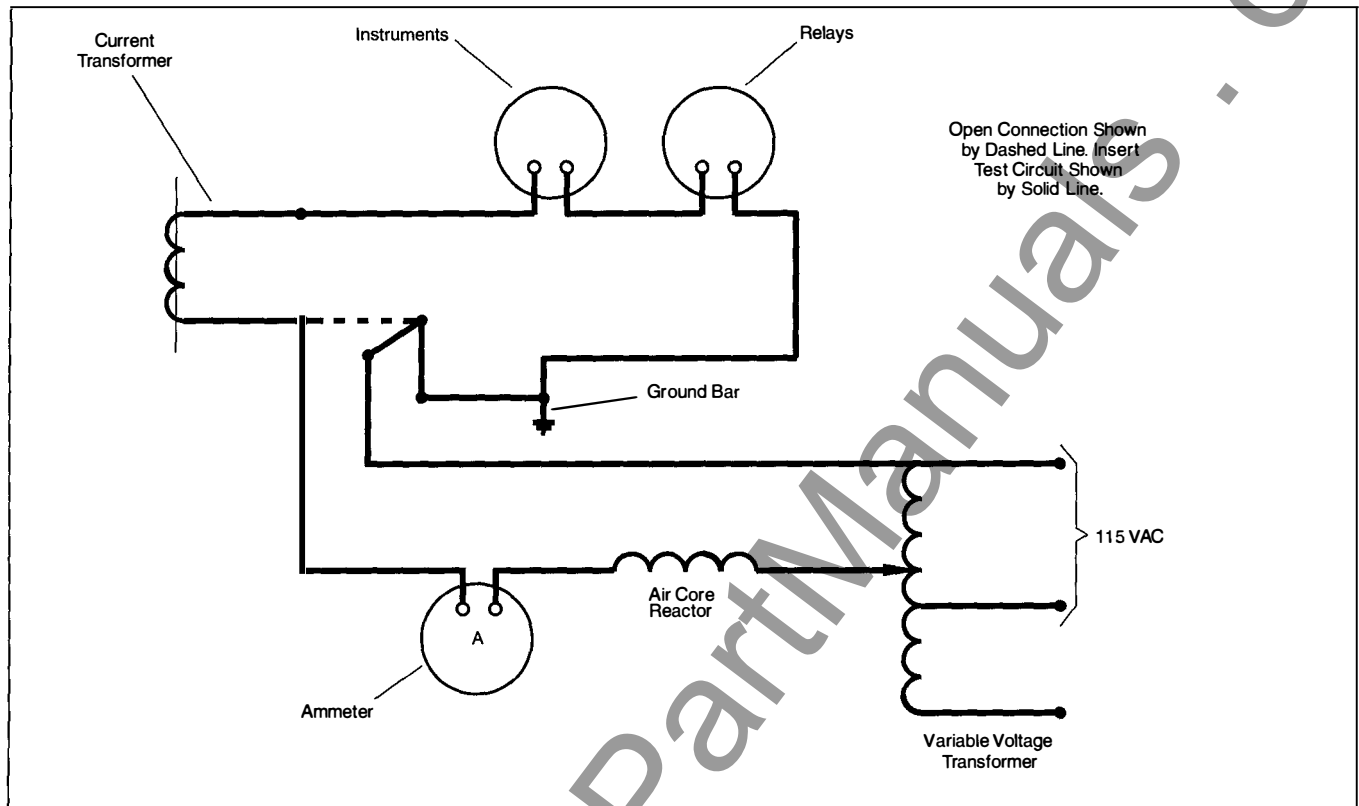 Current
Transformer
Instruments
Relays
Open Connection Shown
by Dashed Line. Insert
Test Circuit Shown
by Solid Line.
Ground Bar
115 VAC
Air Core
Reactor
A
Ammeter
Variable Voltage
Transformer
PartManuals . c